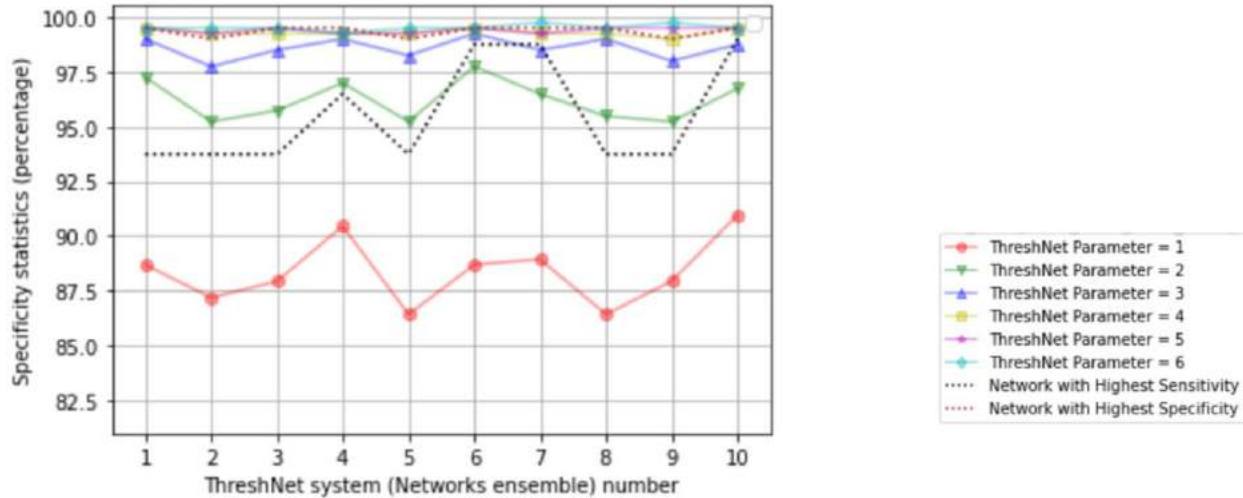 100.0
97.5
95.0
92.5
90.0
87.5
85.0
82.5
Specificity statistics (percentage)
1 2 3 4 5 6 7 8 9 10
ThreshNet system (Networks ensemble) number
ThreshNet Parameter = 1
ThreshNet Parameter = 2
ThreshNet Parameter = 3
ThreshNet Parameter = 4
ThreshNet Parameter = 5
ThreshNet Parameter = 6
Network with Highest Sensitivity
Network with Highest Specificity